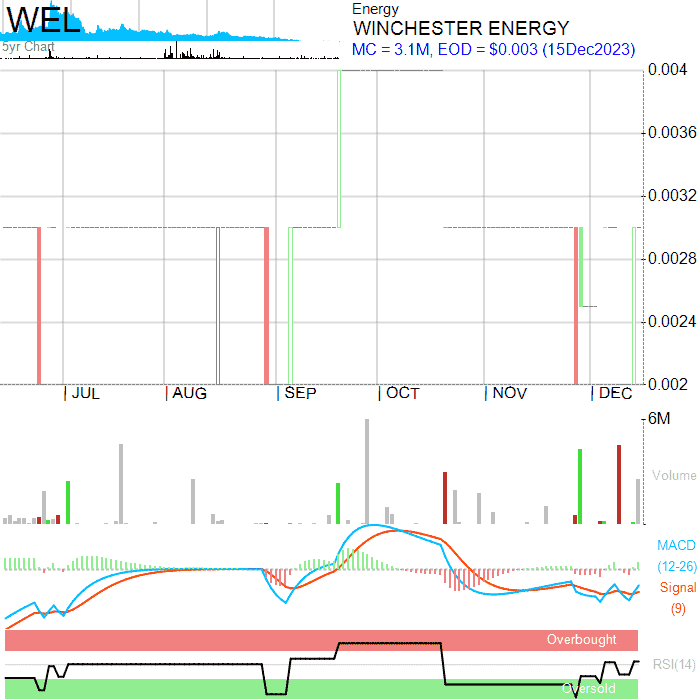 WEL
5yr Chart
Energy
WINCHESTER ENERGY
MC = 3.1M, EOD = $0.003 (15Dec2023)
0.004
0.0036
0.0032
0.0028
0.0024
0.002
JUL AUG SEP OCT NOV DEC
6M
Volume
MACD
(12-26)
Signal
(9)
Overbought
RSI(14)
Oversold